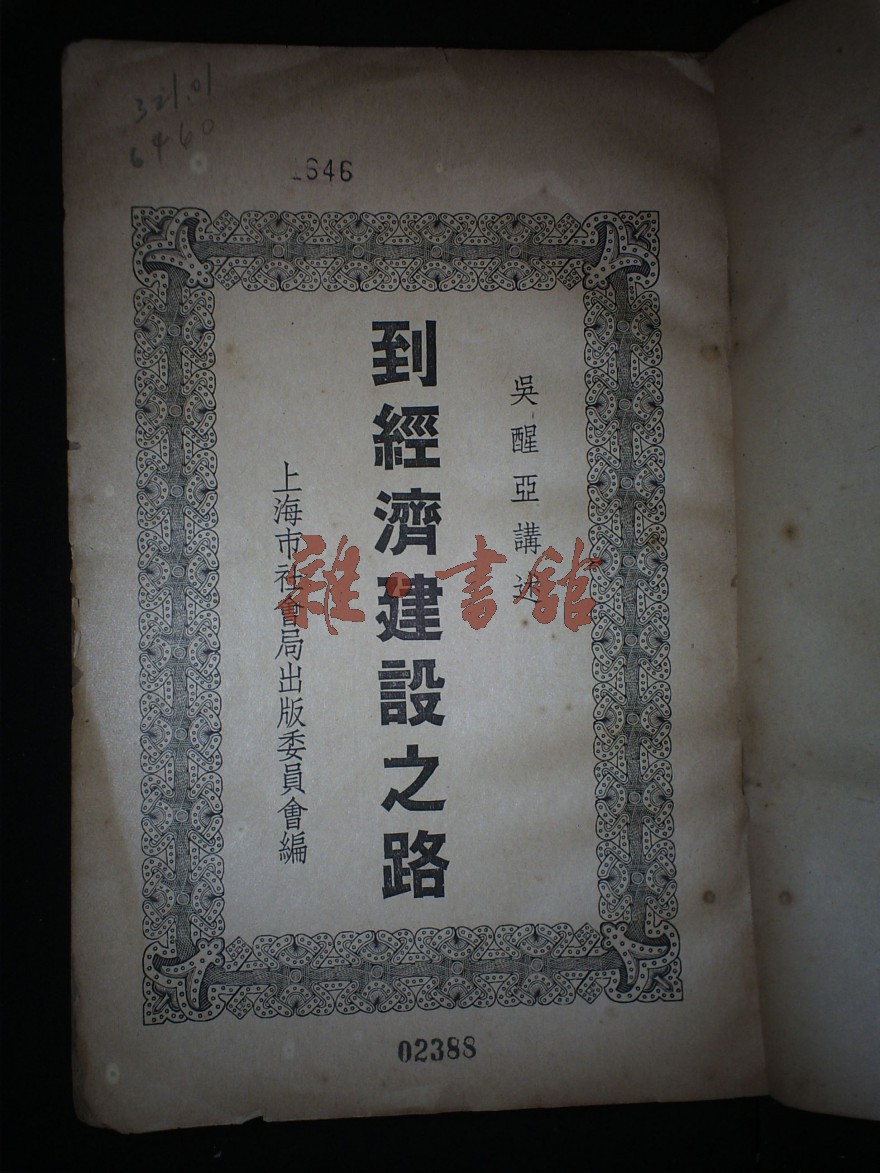 321.01
6460
1646
吳醒亞講述
到經濟建設之路
上海市社會局出版委員會編
雜·書館
02388